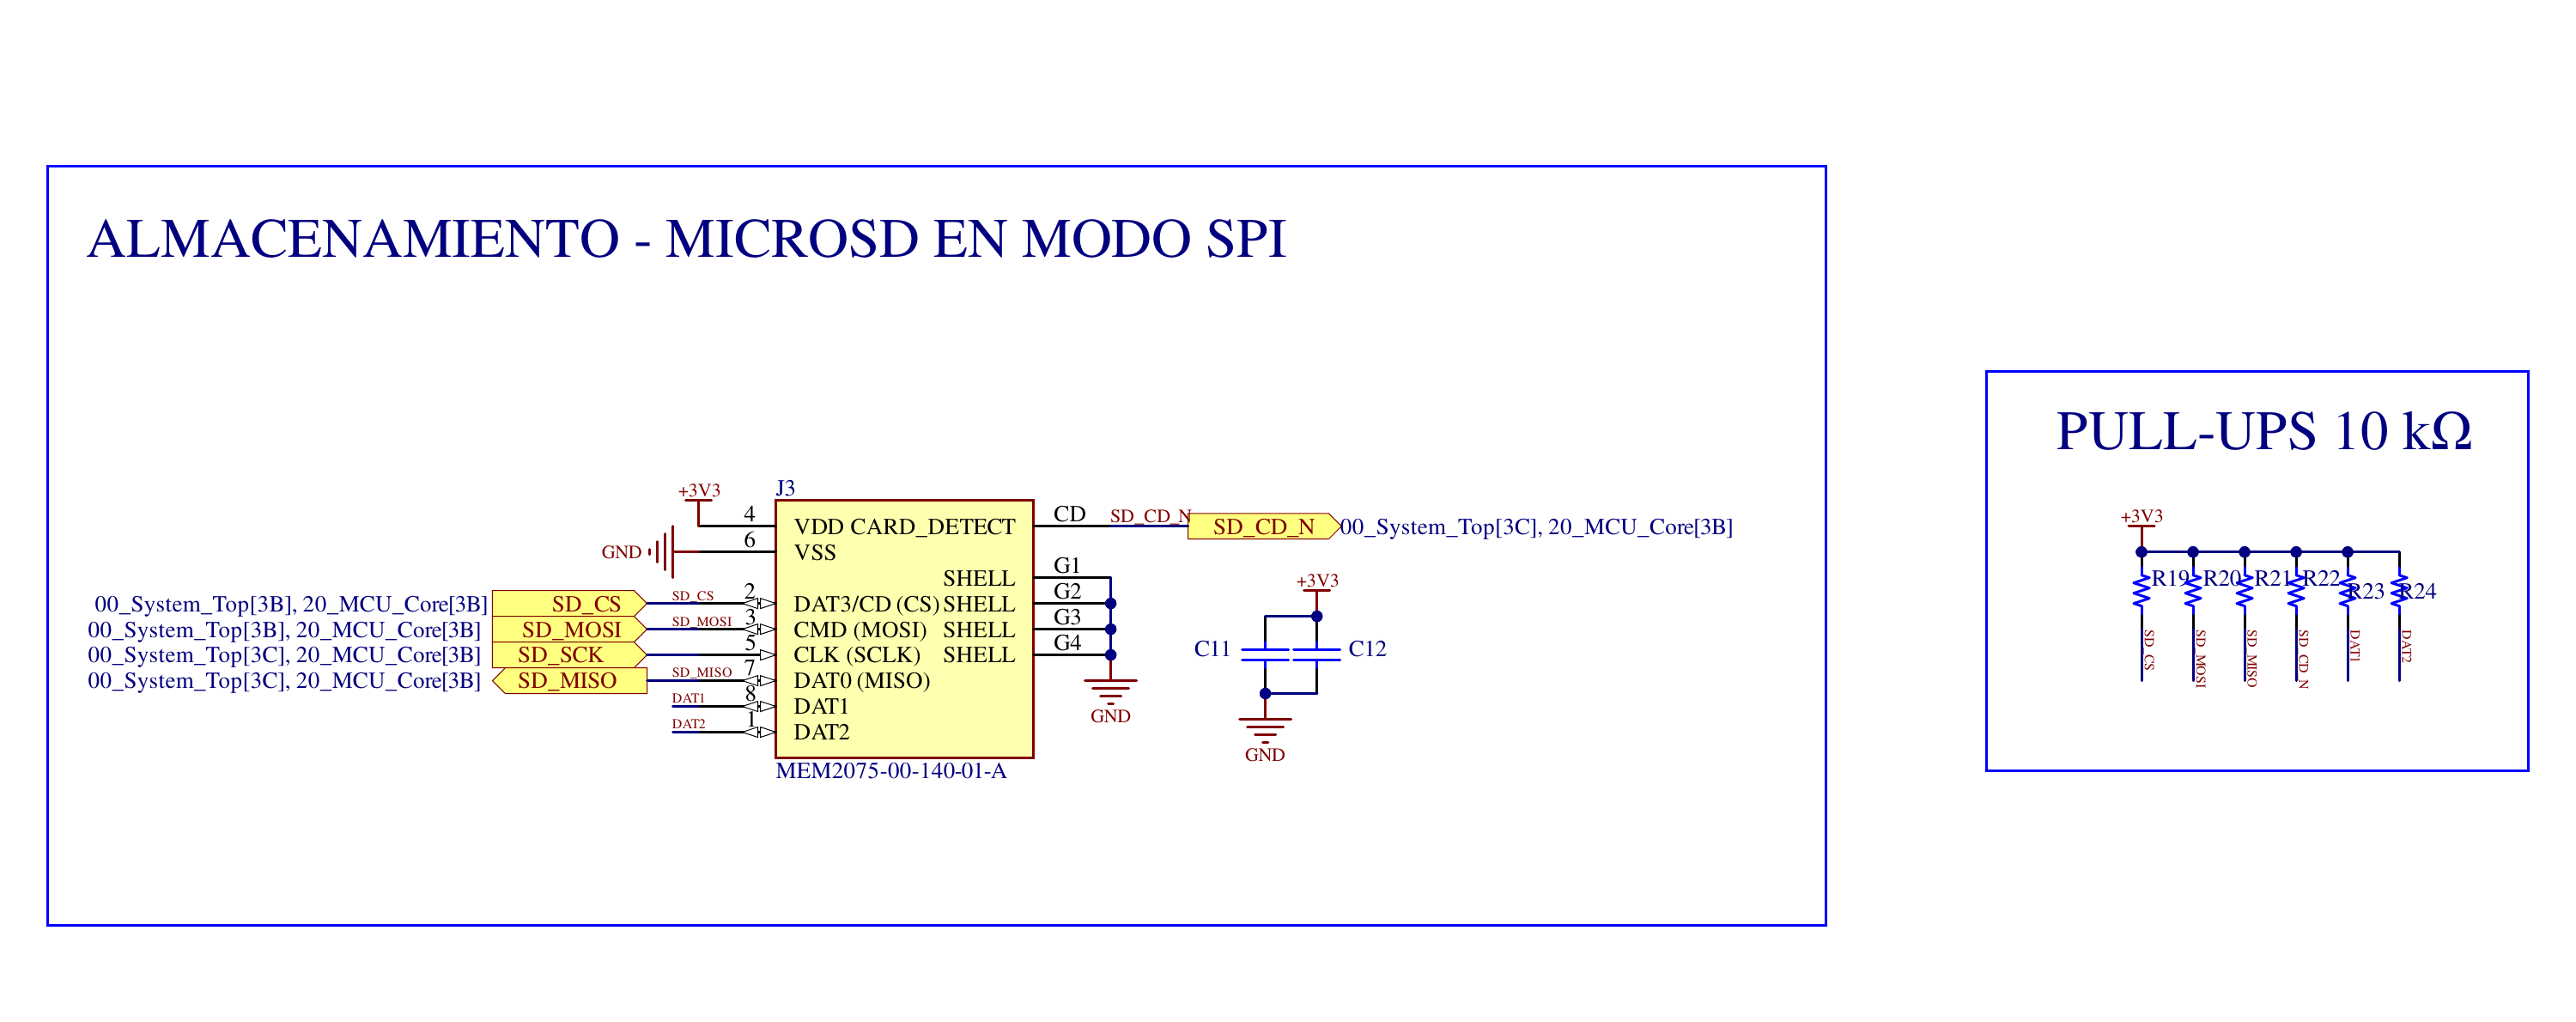 ALMACENAMIENTO - MICROSD EN MODO SPI
PULL-UPS 10 kΩ
+3V3
J3
4
VDD
CARD_DETECT
CD
SD_CD_N
SD_CD_N
00_System_Top[3C], 20_MCU_Core[3B]
GND
6
VSS
SHELL
G1
00_System_Top[3B], 20_MCU_Core[3B]
SD_CS
SD_CS
2
DAT3/CD (CS)
SHELL
G2
00_System_Top[3B], 20_MCU_Core[3B]
SD_MOSI
SD_MOSI
3
CMD (MOSI)
SHELL
G3
00_System_Top[3C], 20_MCU_Core[3B]
SD_SCK
5
CLK (SCLK)
SHELL
G4
00_System_Top[3C], 20_MCU_Core[3B]
SD_MISO
SD_MISO
7
DAT0 (MISO)
DAT1
8
DAT1
DAT2
1
DAT2
MEM2075-00-140-01-A
GND
+3V3
C11
C12
GND
+3V3
R19
R20
R21
R22
R23
R24
SD_CS
SD_MOSI
SD_MISO
SD_CD_N
DAT1
DAT2